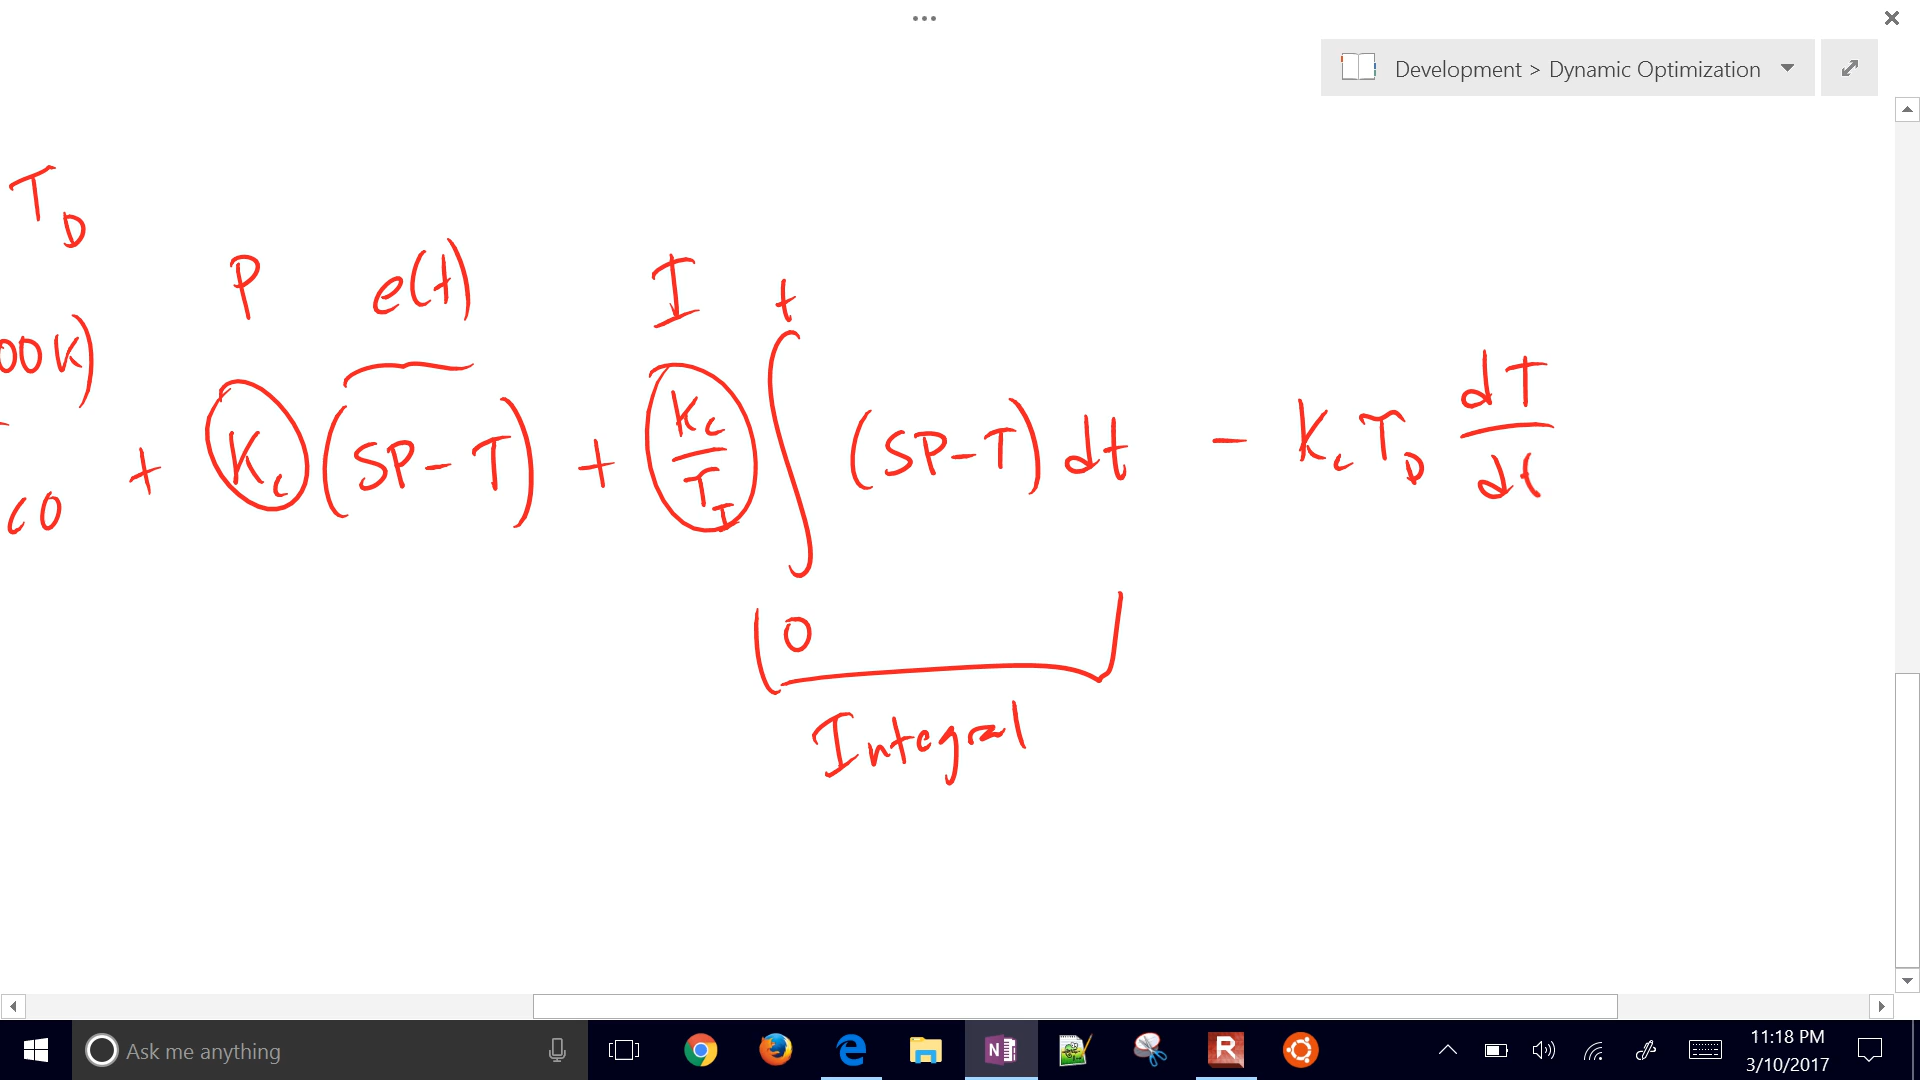 Development > Dynamic Optimization
T_D
P e(t) I t
00K)
CO + K_c (SP-T) + K_c/T_I ∫ (SP-T) dt - K_c T_D dT/dt
0
Integral
Ask me anything
N
R
11:18 PM
3/10/2017